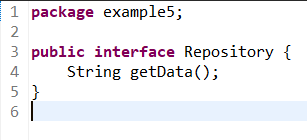 1 package example5;
2
3 public interface Repository {
4     String getData();
5 }
6